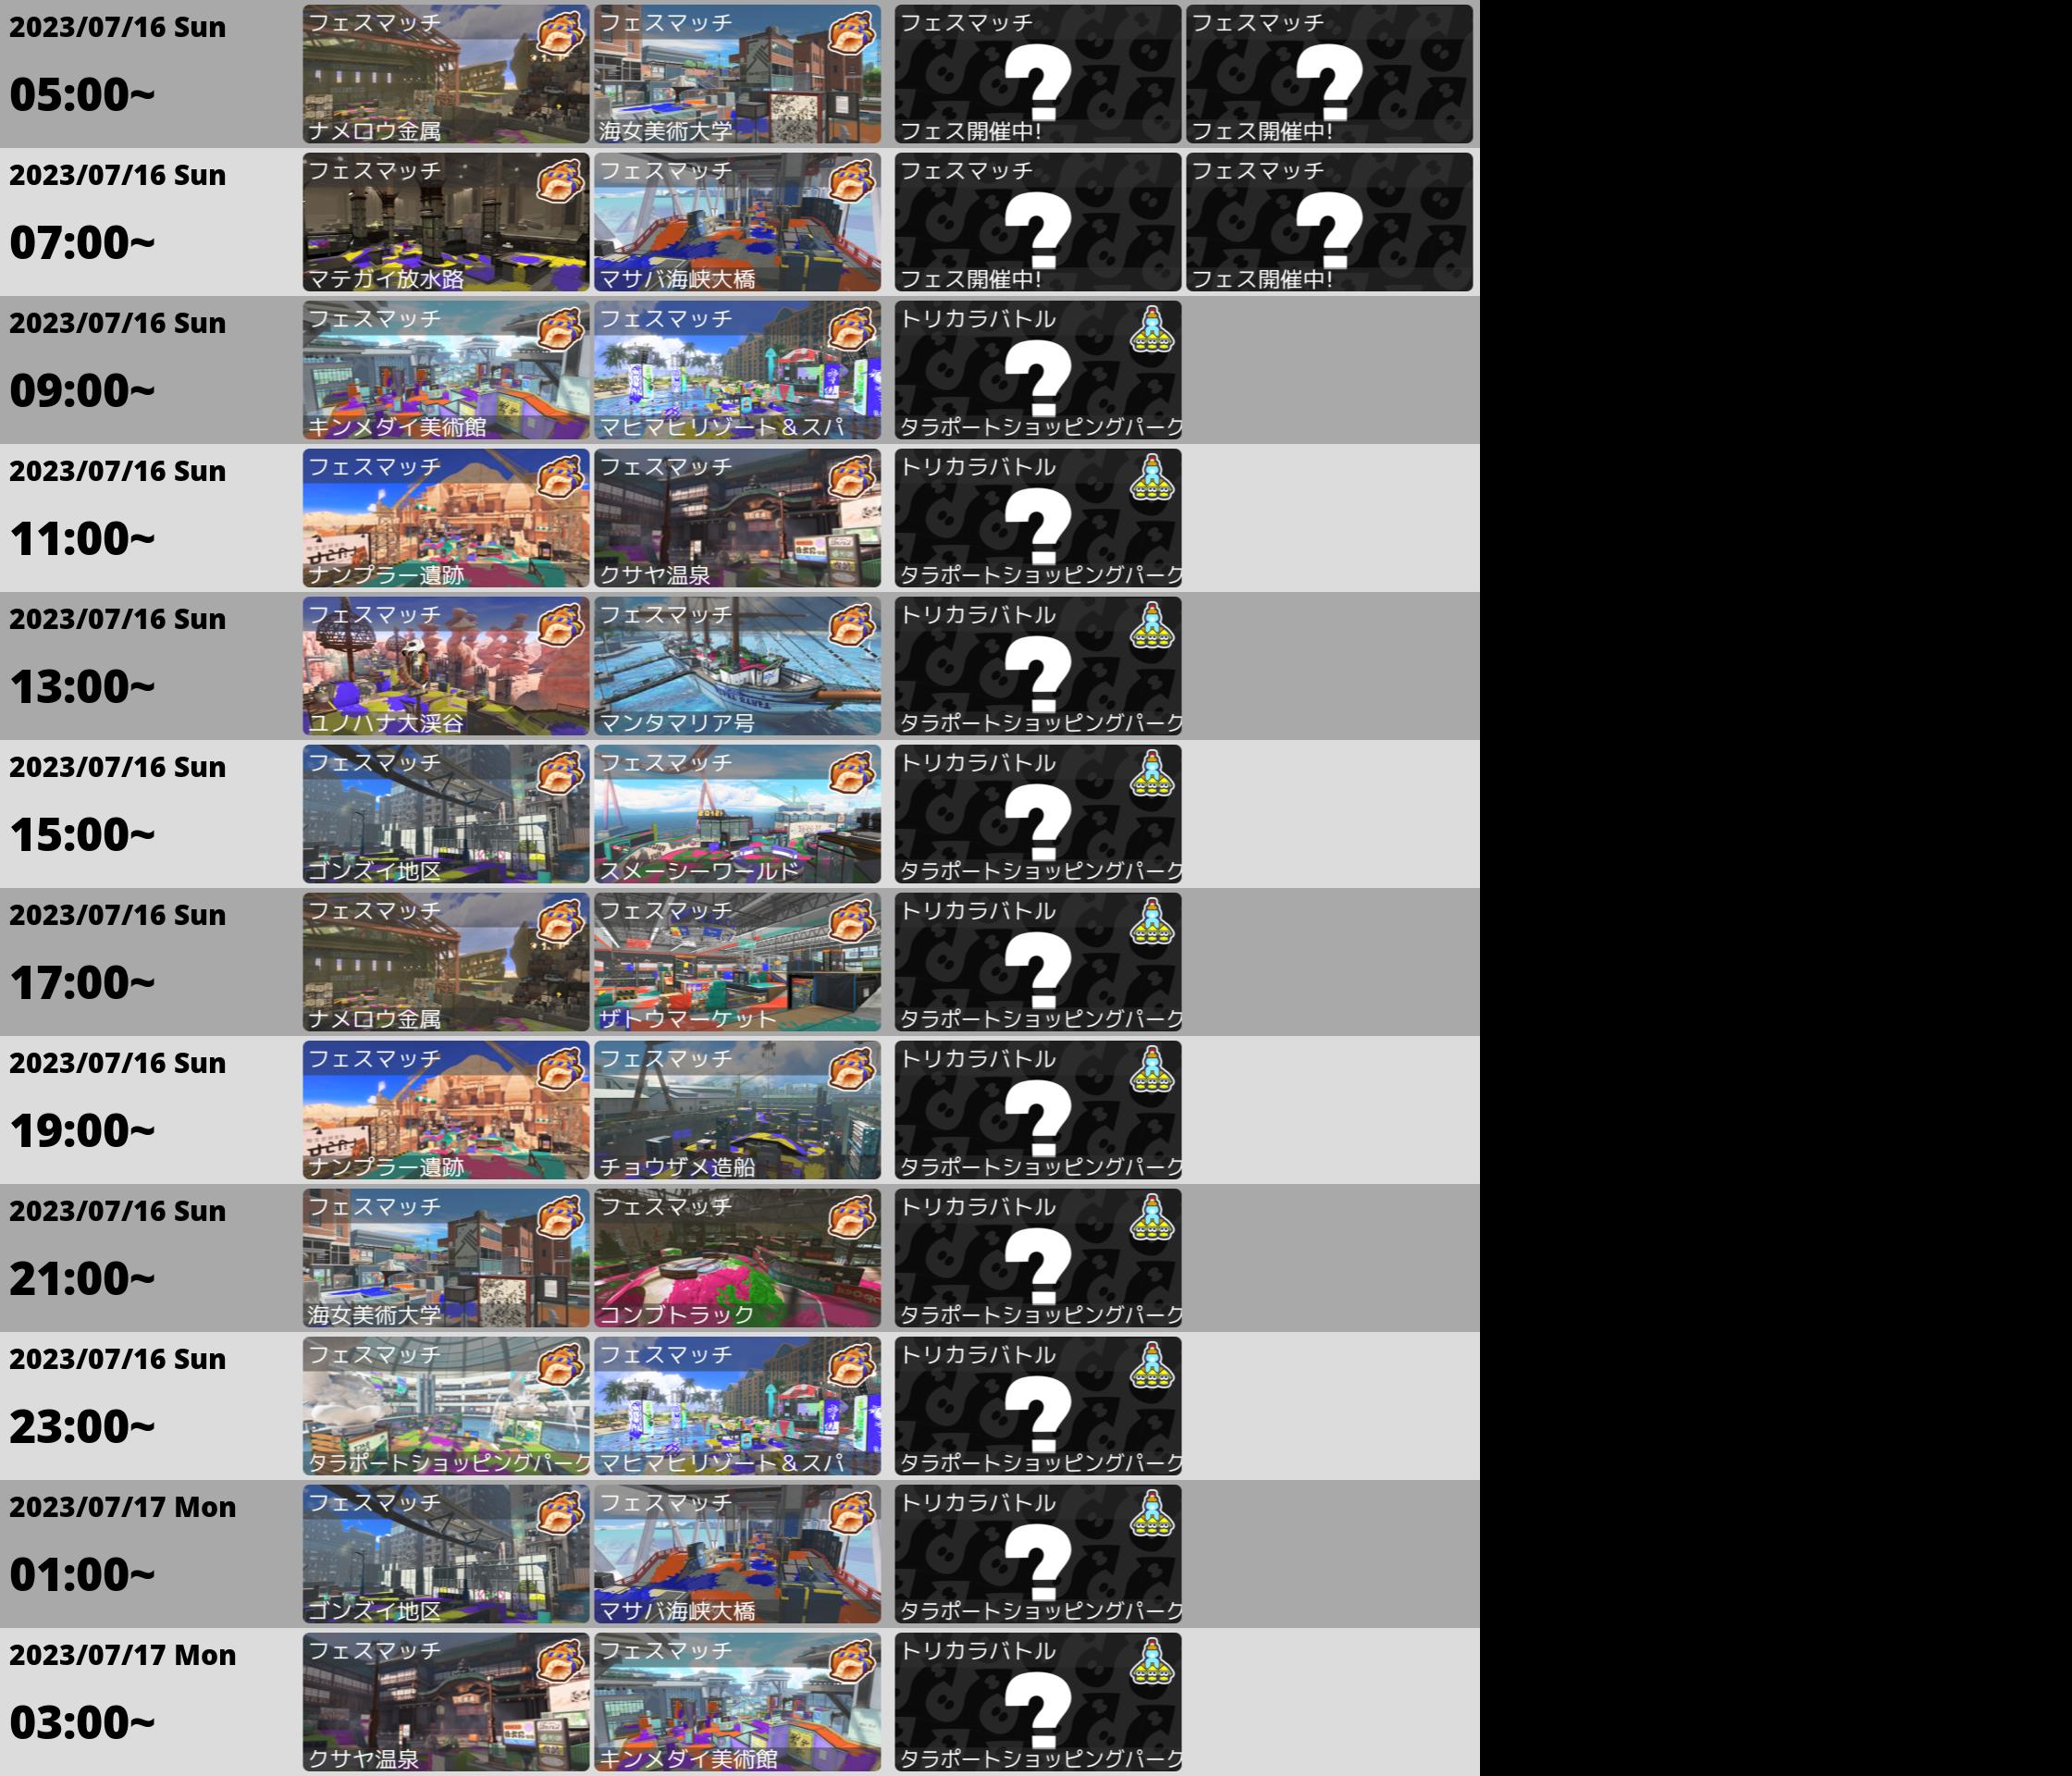 2023/07/16 Sun
05:00~
フェスマッチ
ナメロウ金属
フェスマッチ
海女美術大学
フェスマッチ
?
フェス開催中!
フェスマッチ
?
フェス開催中!
2023/07/16 Sun
07:00~
フェスマッチ
マテガイ放水路
フェスマッチ
マサバ海峡大橋
フェスマッチ
?
フェス開催中!
フェスマッチ
?
フェス開催中!
2023/07/16 Sun
09:00~
フェスマッチ
キンメダイ美術館
フェスマッチ
マヒマヒリゾート&スパ
トリカラバトル
?
タラポートショッピングパーク
2023/07/16 Sun
11:00~
フェスマッチ
ナンプラー遺跡
フェスマッチ
クサヤ温泉
トリカラバトル
?
タラポートショッピングパーク
2023/07/16 Sun
13:00~
フェスマッチ
ユノハナ大渓谷
フェスマッチ
マンタマリア号
トリカラバトル
?
タラポートショッピングパーク
2023/07/16 Sun
15:00~
フェスマッチ
ゴンズイ地区
フェスマッチ
スメーシーワールド
トリカラバトル
?
タラポートショッピングパーク
2023/07/16 Sun
17:00~
フェスマッチ
ナメロウ金属
フェスマッチ
ザトウマーケット
トリカラバトル
?
タラポートショッピングパーク
2023/07/16 Sun
19:00~
フェスマッチ
ナンプラー遺跡
フェスマッチ
チョウザメ造船
トリカラバトル
?
タラポートショッピングパーク
2023/07/16 Sun
21:00~
フェスマッチ
海女美術大学
フェスマッチ
コンブトラック
トリカラバトル
?
タラポートショッピングパーク
2023/07/16 Sun
23:00~
フェスマッチ
タラポートショッピングパーク
フェスマッチ
マヒマヒリゾート&スパ
トリカラバトル
?
タラポートショッピングパーク
2023/07/17 Mon
01:00~
フェスマッチ
ゴンズイ地区
フェスマッチ
マサバ海峡大橋
トリカラバトル
?
タラポートショッピングパーク
2023/07/17 Mon
03:00~
フェスマッチ
クサヤ温泉
フェスマッチ
キンメダイ美術館
トリカラバトル
?
タラポートショッピングパーク